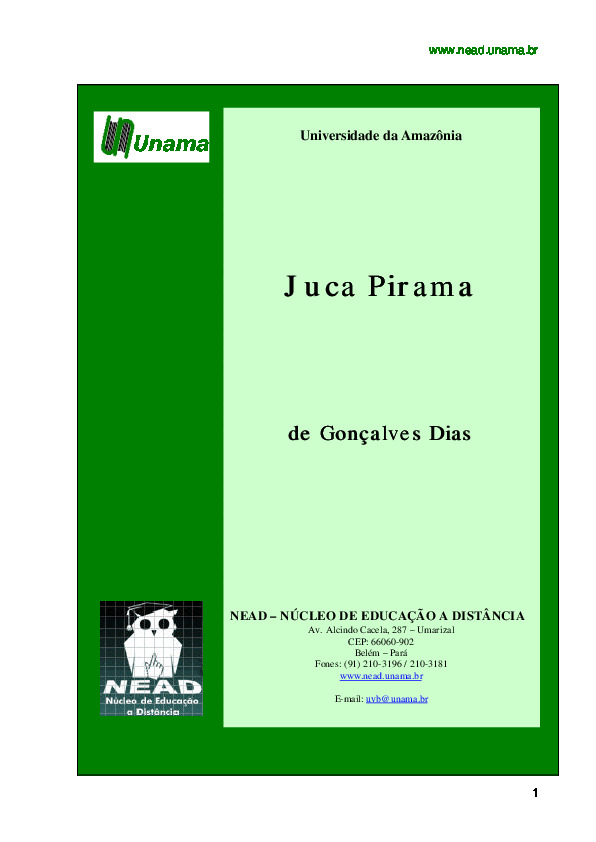 www.nead.unama.br
Unama
Universidade da Amazônia
Juca Pirama
de Gonçalves Dias
NEAD – NÚCLEO DE EDUCAÇÃO A DISTÂNCIA
Av. Alcindo Cacela, 287 – Umarizal
CEP: 66060-902
Belém – Pará
Fones: (91) 210-3196 / 210-3181
www.nead.unama.br
E-mail: uvb@unama.br
NEAD
Núcleo de Educação
a Distância
1